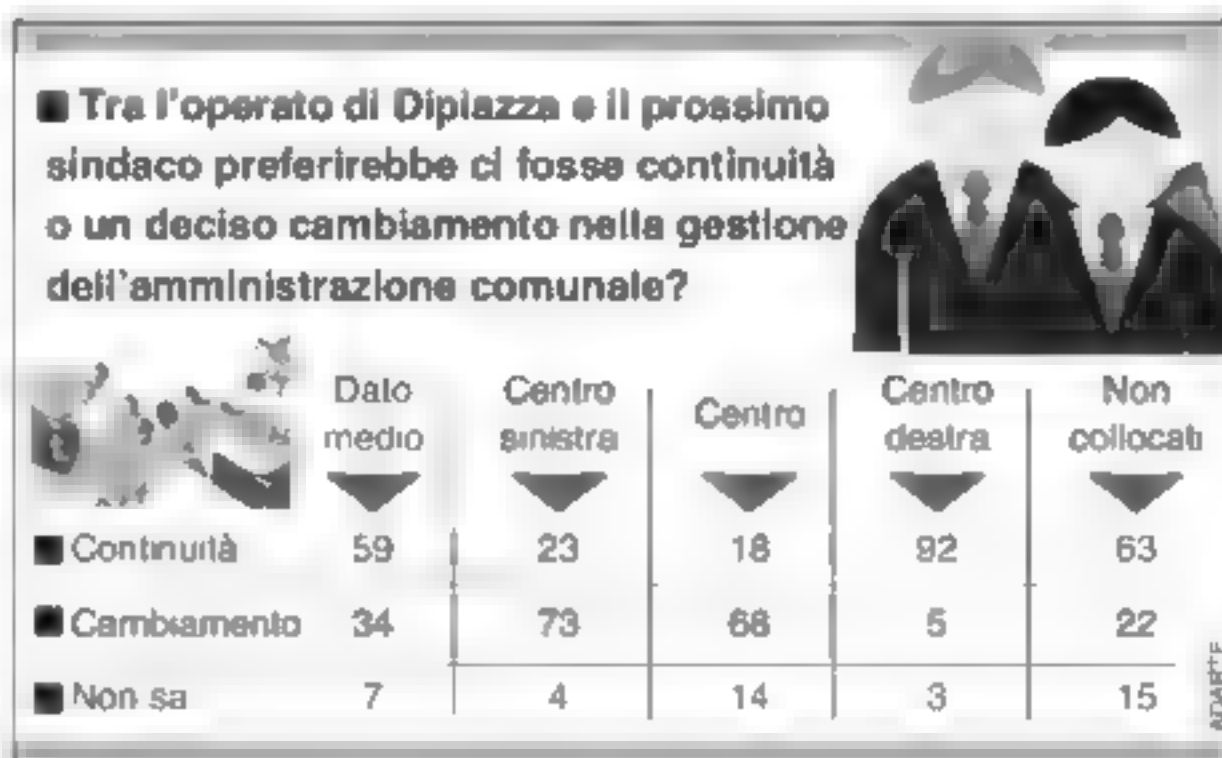 ■ Tra l'operato di Dipiazza e il prossimo
sindaco preferirebbe ci fosse continuità
o un deciso cambiamento nella gestione
dell'amministrazione comunale?
Dato medio Centro sinistra Centro Centro destra Non collocati
■ Continuità 59 23 18 92 63
■ Cambiamento 34 73 68 5 22
■ Non sa 7 4 14 3 15